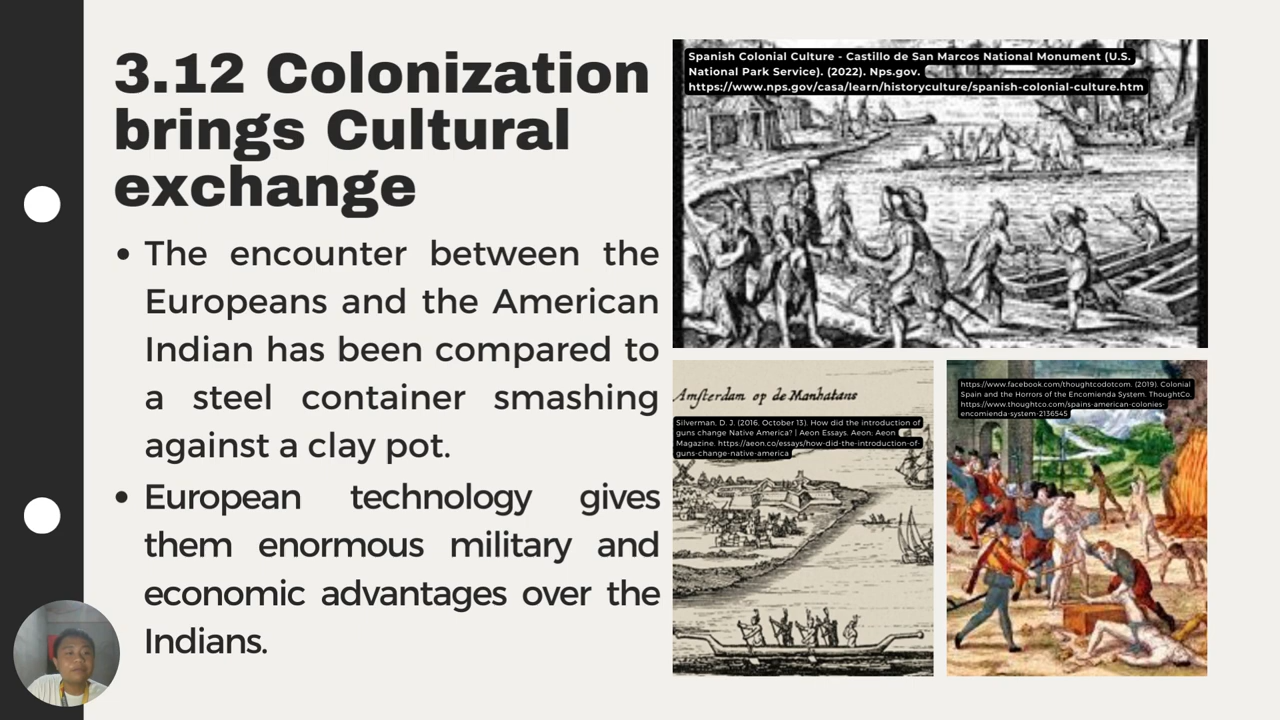 3.12 Colonization
brings Cultural
exchange
• The encounter between the
Europeans and the American
Indian has been compared to
a steel container smashing
against a clay pot.
• European technology gives
them enormous military and
economic advantages over the
Indians.
Spanish Colonial Culture - Castillo de San Marcos National Monument (U.S.
National Park Service). (2022). Nps.gov.
https://www.nps.gov/casa/learn/historyculture/spanish-colonial-culture.htm
Amsterdam op de Manhatans
Silverman, D. J. (2016, October 13). How did the introduction of
guns change Native America? | Aeon Essays. Aeon; Aeon
Magazine. https://aeon.co/essays/how-did-the-introduction-of-
guns-change-native-america
https://www.facebook.com/thoughtcodotcom. (2019). Colonial
Spain and the Horrors of the Encomienda System. ThoughtCo.
https://www.thoughtco.com/spains-american-colonies-
encomienda-system-2136545